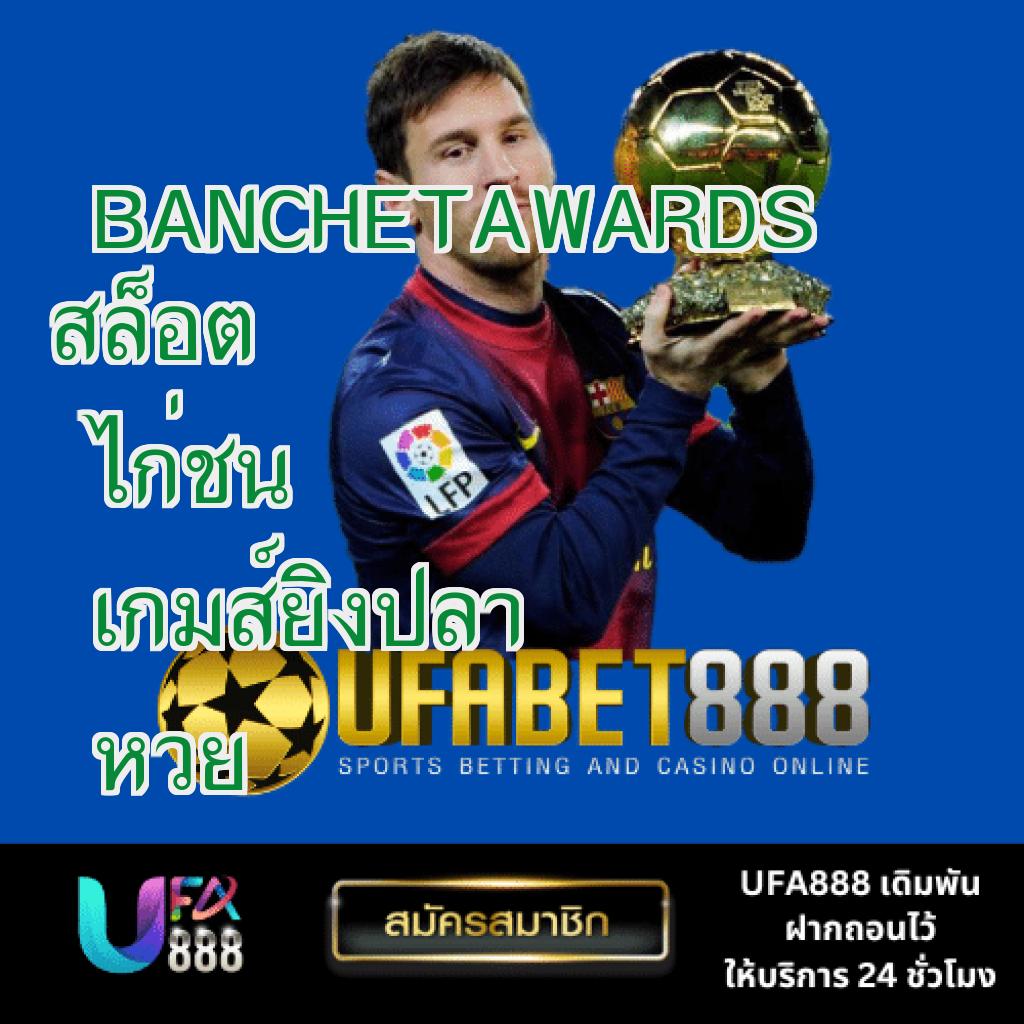 BANCHETAWARDS
สล็อต
ไก่ชน
LFP
เกมส์ยิงปลา
UFABET888
SPORTS BETTING AND CASINO ONLINE
หวย
UFA
888
สมัครสมาชิก
UFA888 เดิมพัน
ฝากถอนไว้
ให้บริการ 24 ชั่วโมง